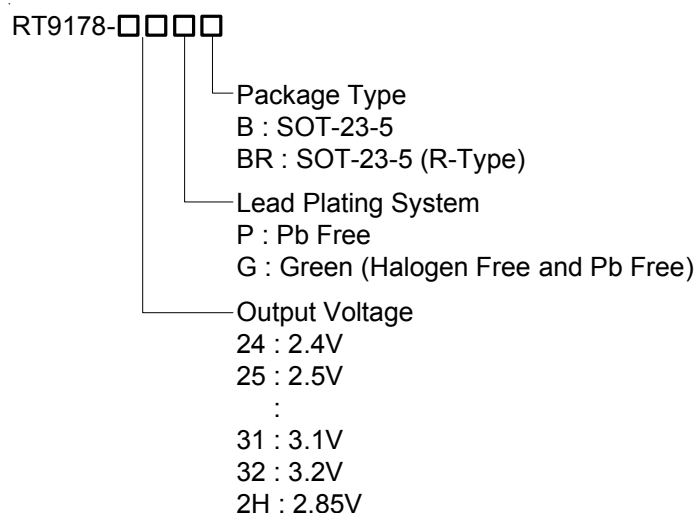 RT9178-□□□□
Package Type
B : SOT-23-5
BR : SOT-23-5 (R-Type)
Lead Plating System
P : Pb Free
G : Green (Halogen Free and Pb Free)
Output Voltage
24 : 2.4V
25 : 2.5V
:
31 : 3.1V
32 : 3.2V
2H : 2.85V